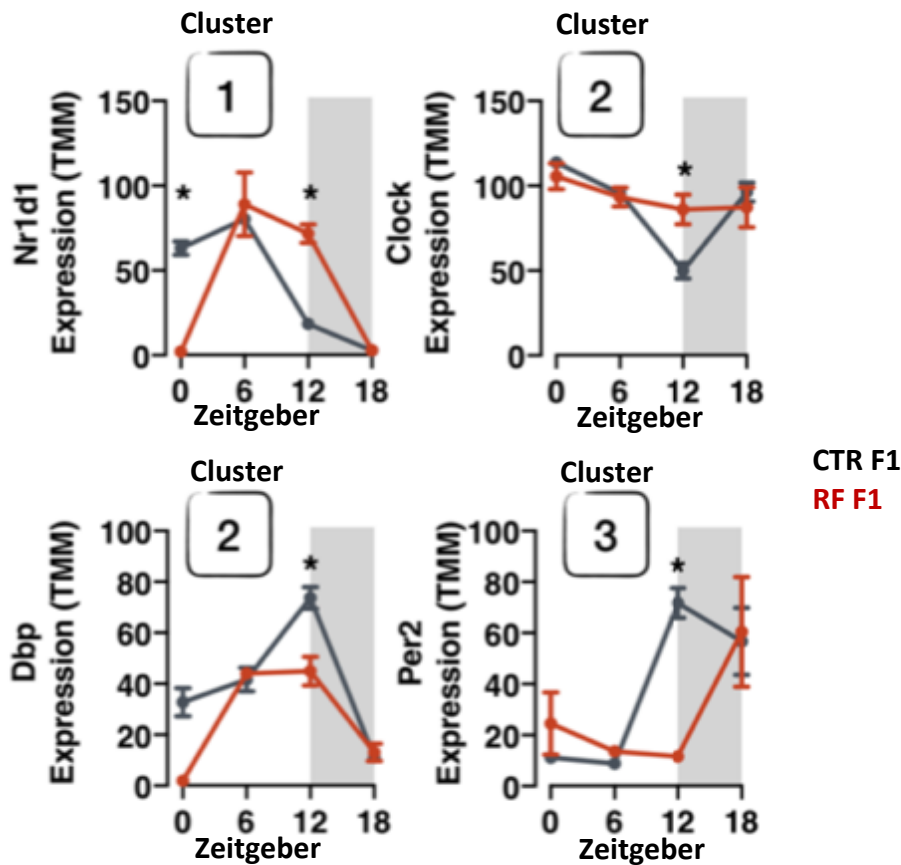 Cluster
1
Nr1d1
Expression (TMM)
150
100
50
0
*
*
0 6 12 18
Zeitgeber
Cluster
2
Clock
Expression (TMM)
150
100
50
0
*
0 6 12 18
Zeitgeber
Cluster
2
Dbp
Expression (TMM)
100
80
60
40
20
0
*
0 6 12 18
Zeitgeber
Cluster
3
Per2
Expression (TMM)
100
80
60
40
20
0
*
0 6 12 18
Zeitgeber
CTR F1
RF F1